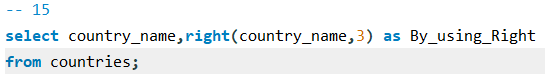 -- 15
select country_name,right(country_name,3) as By_using_Right
from countries;